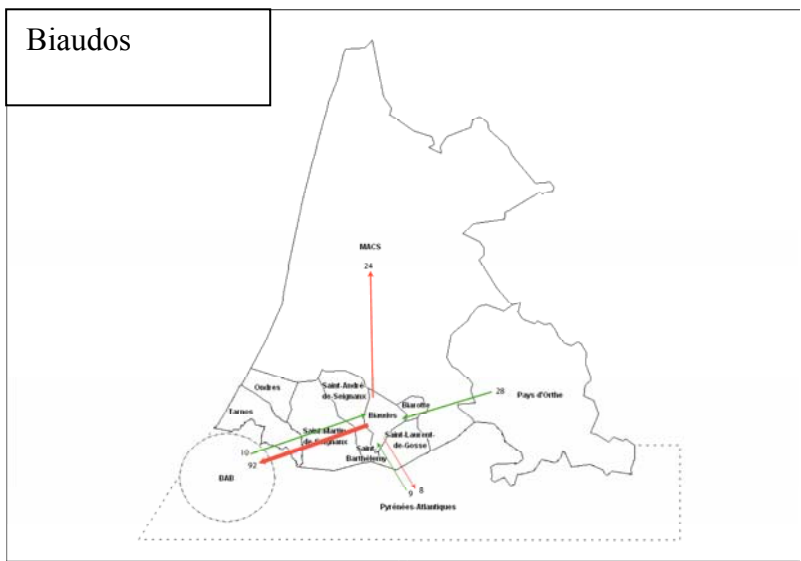 Biaudos
MACS
24
Saint-André
de-Seignanx
Ondres
Biarotte
28
Pays d'Orthe
Tarnos
Biaudos
Saint-Martin
de-Seignanx
Saint-Laurent-
de-Gosse
Saint-
Barthélemy
10
92
DAB
9
8
Pyrénées-Atlantiques